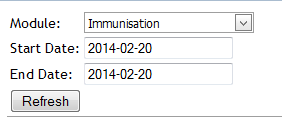 Module: Immunisation
Start Date: 2014-02-20
End Date: 2014-02-20
Refresh